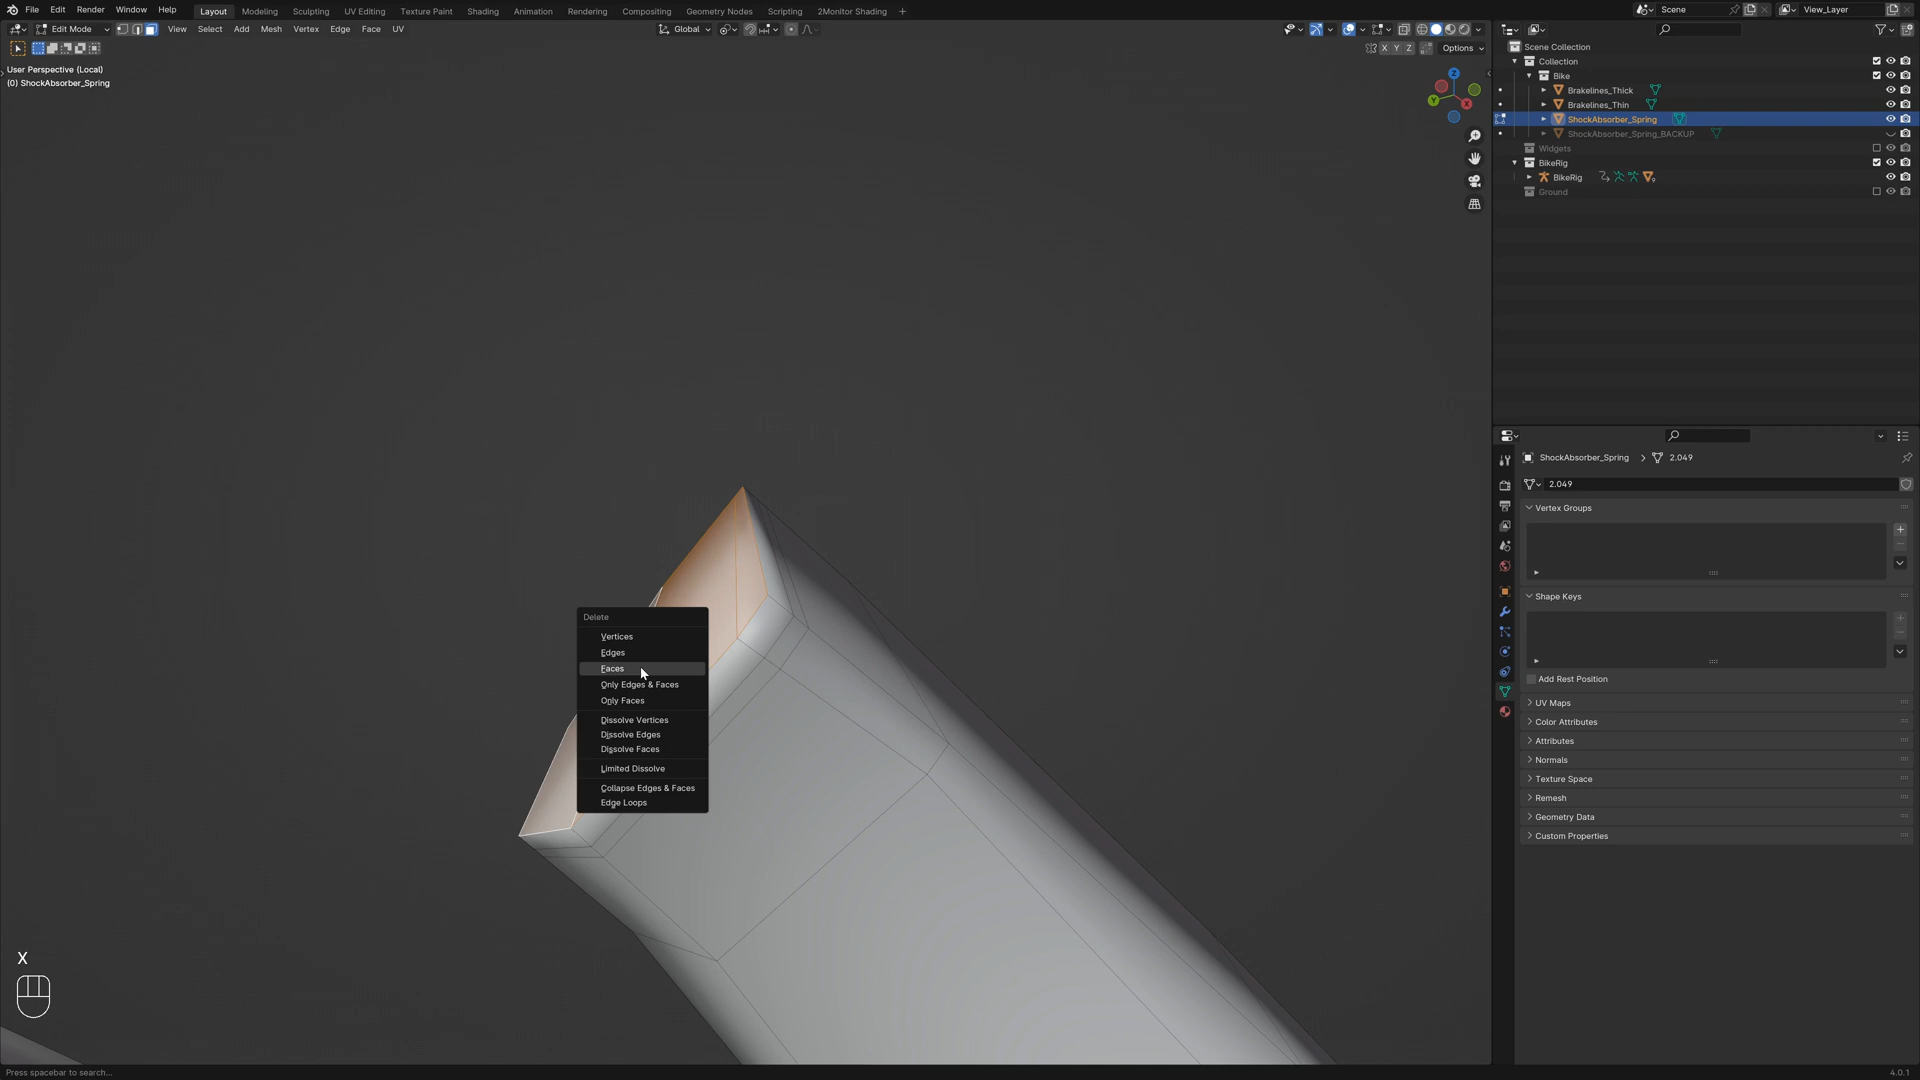 File Edit Render Window Help Layout Modeling Sculpting UV Editing Texture Paint Shading Animation Rendering Compositing Geometry Nodes Scripting 2Monitor Shading + Scene View_Layer
Edit Mode View Select Add Mesh Vertex Edge Face UV Global
X Y Z Options
User Perspective (Local)
(0) ShockAbsorber_Spring
Z
Y
X
Scene Collection
Collection
Bike
Brakelines_Thick
Brakelines_Thin
ShockAbsorber_Spring
ShockAbsorber_Spring_BACKUP
Widgets
BikeRig
BikeRig
9
Ground
ShockAbsorber_Spring > 2.049
2.049
Vertex Groups
Shape Keys
Add Rest Position
UV Maps
Color Attributes
Attributes
Normals
Texture Space
Remesh
Geometry Data
Custom Properties
Delete
Vertices
Edges
Faces
Only Edges & Faces
Only Faces
Dissolve Vertices
Dissolve Edges
Dissolve Faces
Limited Dissolve
Collapse Edges & Faces
Edge Loops
X
Press spacebar to search...
4.0.1